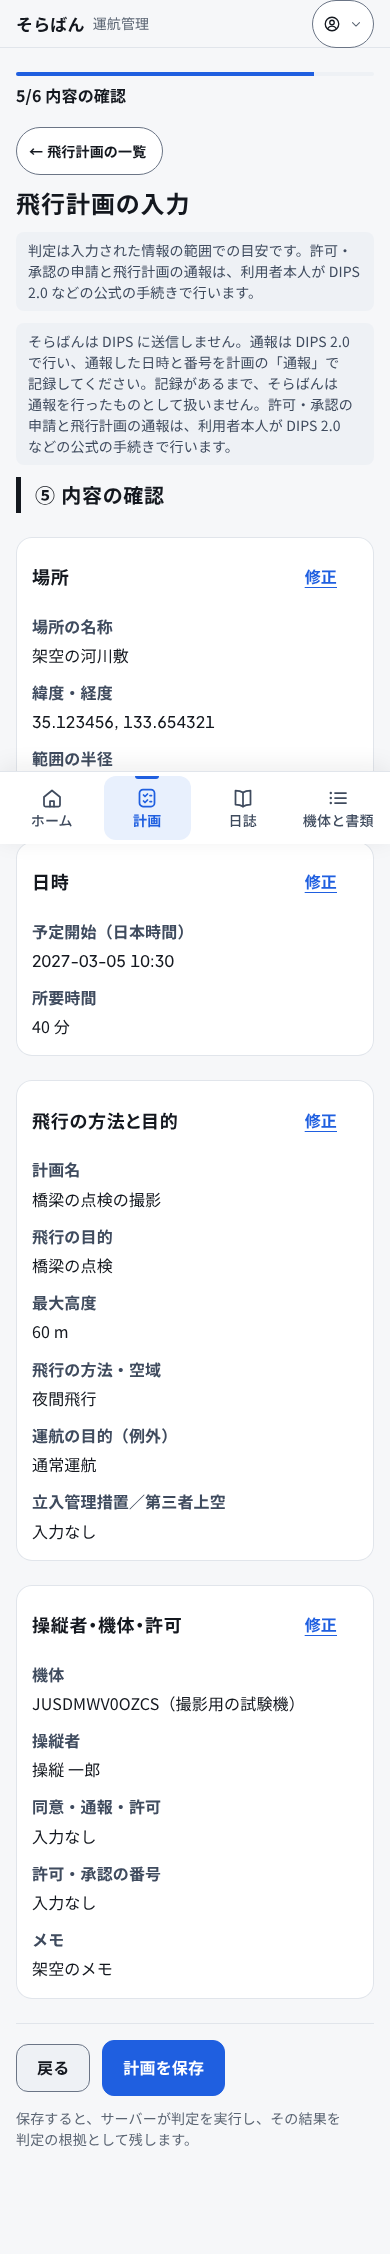 そらばん 運航管理
5/6 内容の確認
← 飛行計画の一覧
飛行計画の入力
判定は入力された情報の範囲での目安です。許可・
承認の申請と飛行計画の通報は、利用者本人が DIPS
2.0 などの公式の手続きで行います。
そらばんは DIPS に送信しません。通報は DIPS 2.0
で行い、通報した日時と番号を計画の「通報」で
記録してください。記録があるまで、そらばんは
通報を行ったものとして扱いません。許可・承認の
申請と飛行計画の通報は、利用者本人が DIPS 2.0
などの公式の手続きで行います。
⑤ 内容の確認
場所 修正
場所の名称
架空の河川敷
緯度・経度
35.123456, 133.654321
範囲の半径
ホーム 計画 日誌 機体と書類
日時 修正
予定開始（日本時間）
2027-03-05 10:30
所要時間
40 分
飛行の方法と目的 修正
計画名
橋梁の点検の撮影
飛行の目的
橋梁の点検
最大高度
60 m
飛行の方法・空域
夜間飛行
運航の目的（例外）
通常運航
立入管理措置／第三者上空
入力なし
操縦者・機体・許可 修正
機体
JUSDMWV0OZCS（撮影用の試験機）
操縦者
操縦 一郎
同意・通報・許可
入力なし
許可・承認の番号
入力なし
メモ
架空のメモ
戻る 計画を保存
保存すると、サーバーが判定を実行し、その結果を
判定の根拠として残します。